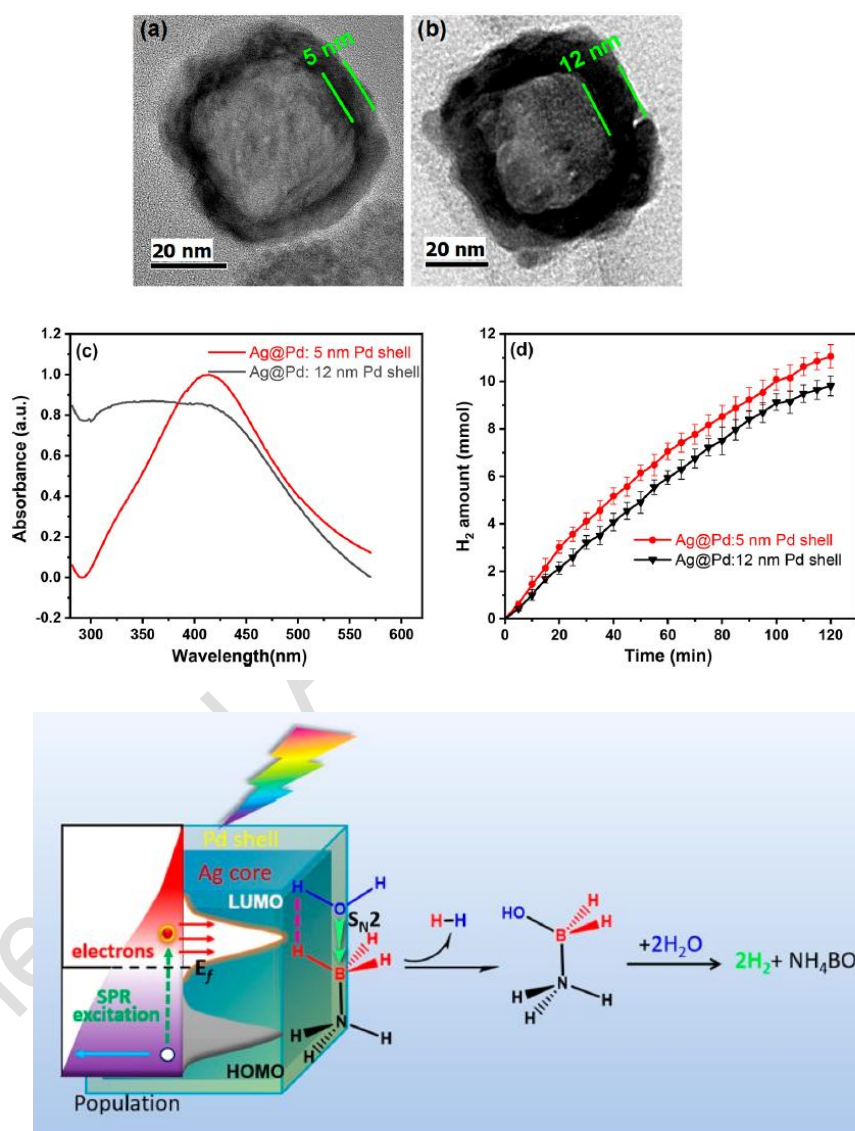 (a)
5 nm
20 nm
(b)
12 nm
20 nm
(c)
Ag@Pd: 5 nm Pd shell
Ag@Pd: 12 nm Pd shell
Absorbance (a.u.)
1.2
1.0
0.8
0.6
0.4
0.2
0.0
-0.2
300 350 400 450 500 550 600
Wavelength(nm)
(d)
H₂ amount (mmol)
12
10
8
6
4
2
0
Ag@Pd:5 nm Pd shell
Ag@Pd:12 nm Pd shell
0 20 40 60 80 100 120
Time (min)
Pd shell
Ag core
LUMO
H
H
O
S_N2
H
H
H
B
N
H
H
H
electrons
E_f
SPR
excitation
HOMO
Population
H-H
HO
H
B
H
N
H
H
H
+2H₂O
2H₂+ NH₄BO